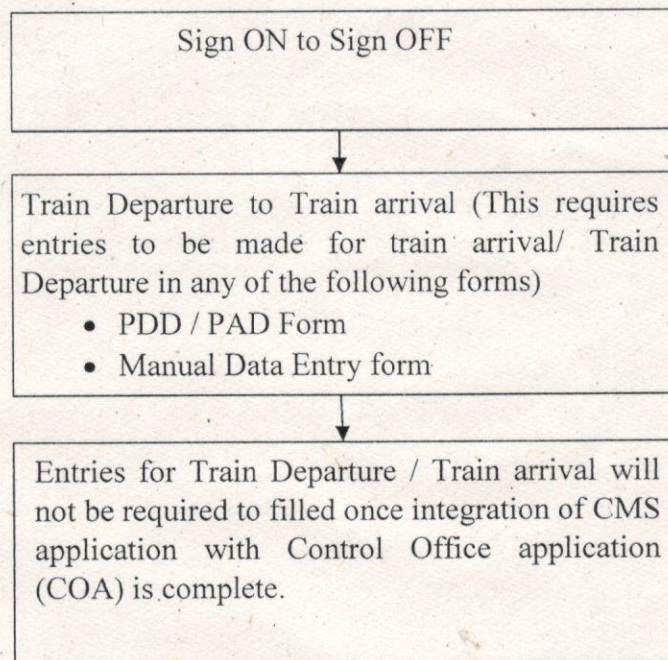 Sign ON to Sign OFF
Train Departure to Train arrival (This requires
entries to be made for train arrival/ Train
Departure in any of the following forms)
• PDD / PAD Form
• Manual Data Entry form
Entries for Train Departure / Train arrival will
not be required to filled once integration of CMS
application with Control Office application
(COA) is complete.